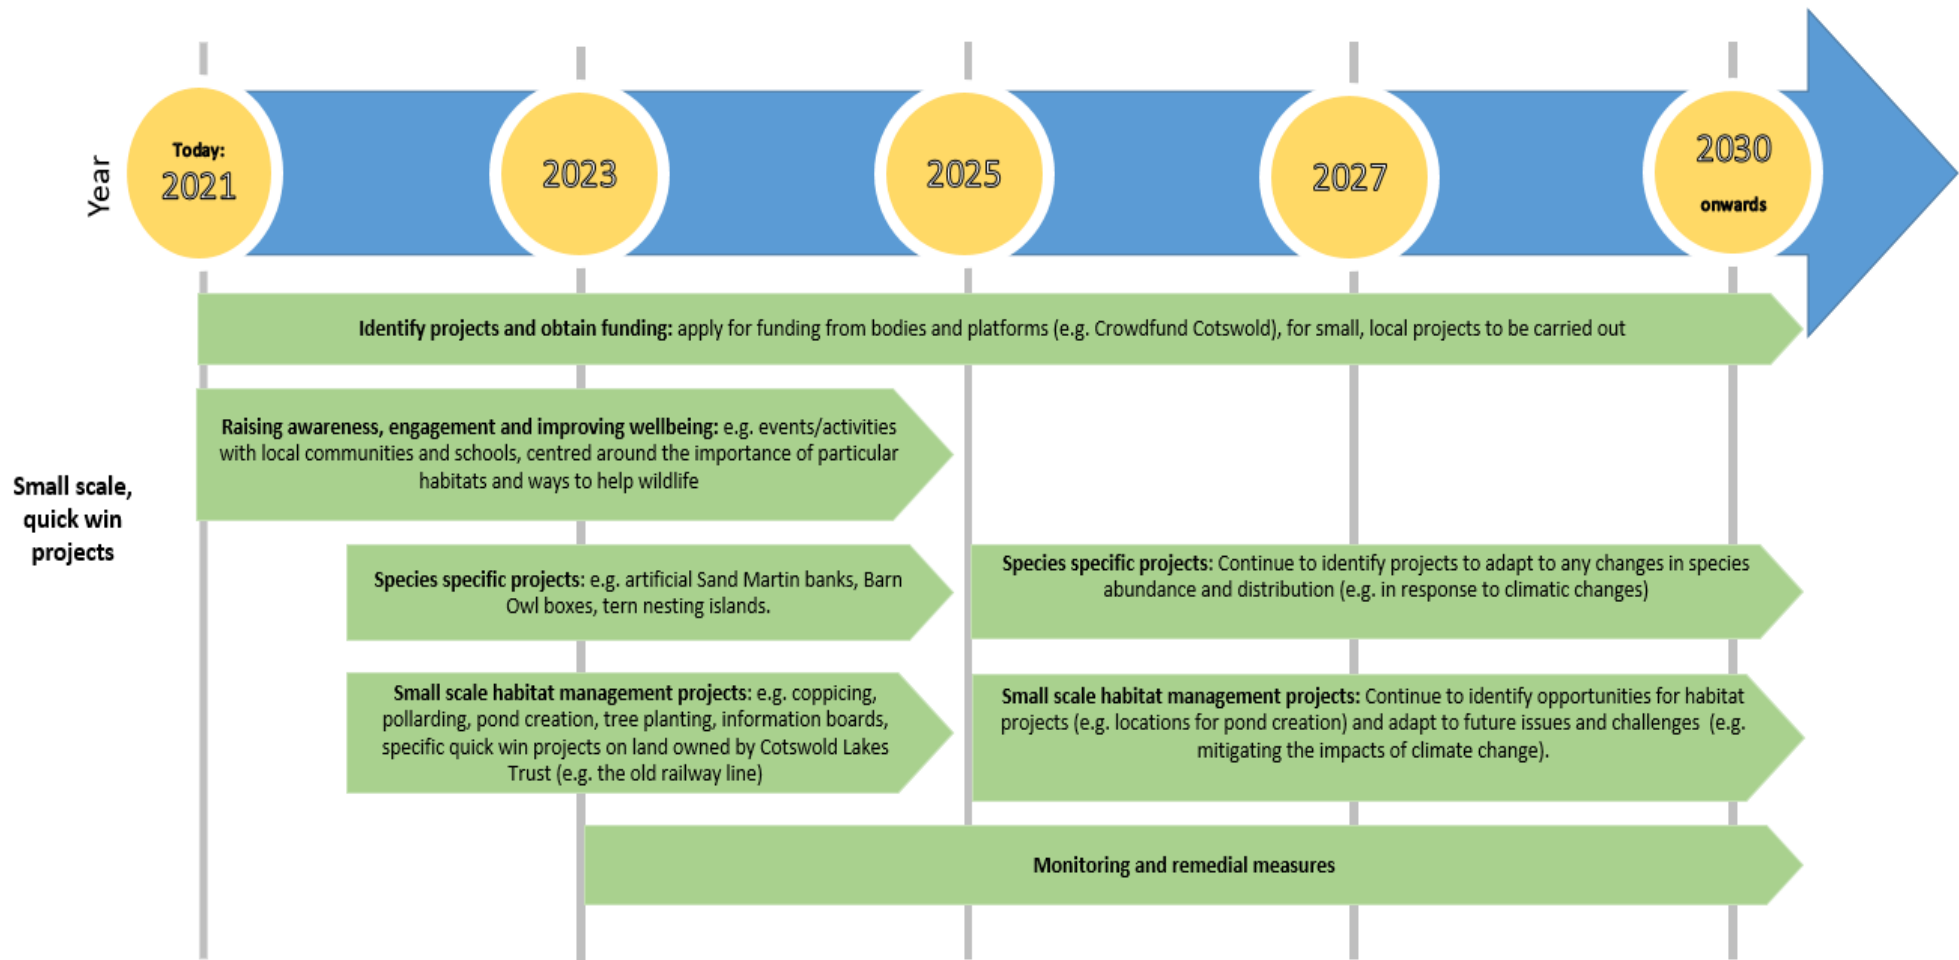 Year
Today:
2021
2023
2025
2027
2030
onwards
Identify projects and obtain funding: apply for funding from bodies and platforms (e.g. Crowdfund Cotswold), for small, local projects to be carried out
Raising awareness, engagement and improving wellbeing: e.g. events/activities
with local communities and schools, centred around the importance of particular
habitats and ways to help wildlife
Small scale,
quick win
projects
Species specific projects: e.g. artificial Sand Martin banks, Barn
Owl boxes, tern nesting islands.
Species specific projects: Continue to identify projects to adapt to any changes in species
abundance and distribution (e.g. in response to climatic changes)
Small scale habitat management projects: e.g. coppicing,
pollarding, pond creation, tree planting, information boards,
specific quick win projects on land owned by Cotswold Lakes
Trust (e.g. the old railway line)
Small scale habitat management projects: Continue to identify opportunities for habitat
projects (e.g. locations for pond creation) and adapt to future issues and challenges (e.g.
mitigating the impacts of climate change).
Monitoring and remedial measures